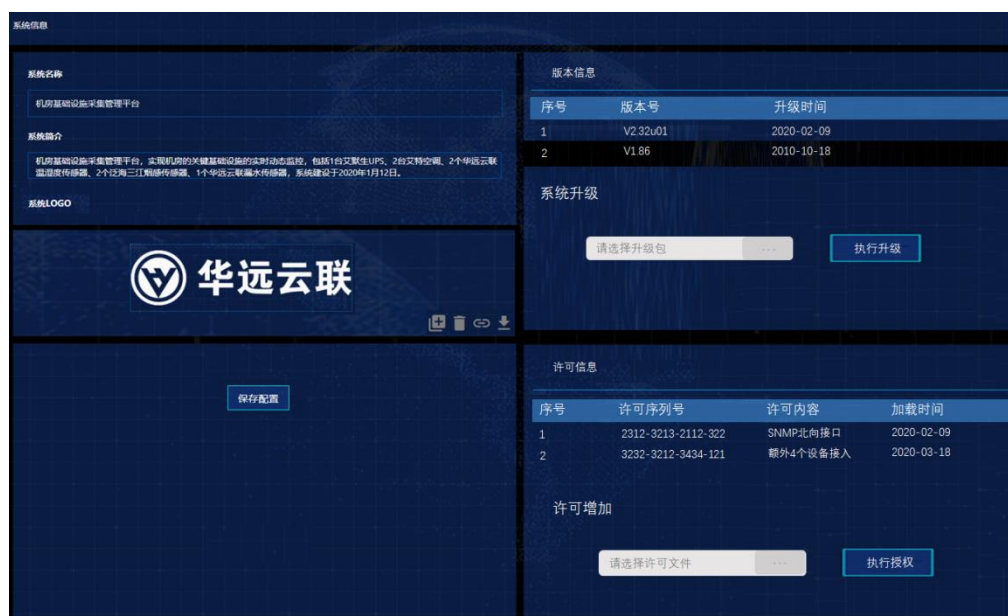 系统信息
系统名称
机房基础设施采集管理平台
系统简介
机房基础设施采集管理平台，实现机房的关键基础设施的实时动态监控，包括1台艾默生UPS、2台艾特空调、2个华远云联
温湿度传感器、2个泛海三江烟感传感器、1个华远云联漏水传感器，系统建设于2020年1月12日。
系统LOGO
华远云联
保存配置
版本信息
序号 版本号 升级时间
1 V2.32u01 2020-02-09
2 V1.86 2010-10-18
系统升级
请选择升级包 ... 执行升级
许可信息
序号 许可序列号 许可内容 加载时间
1 2312-3213-2112-322 SNMP北向接口 2020-02-09
2 3232-3212-3434-121 额外4个设备接入 2020-03-18
许可增加
请选择许可文件 ... 执行授权